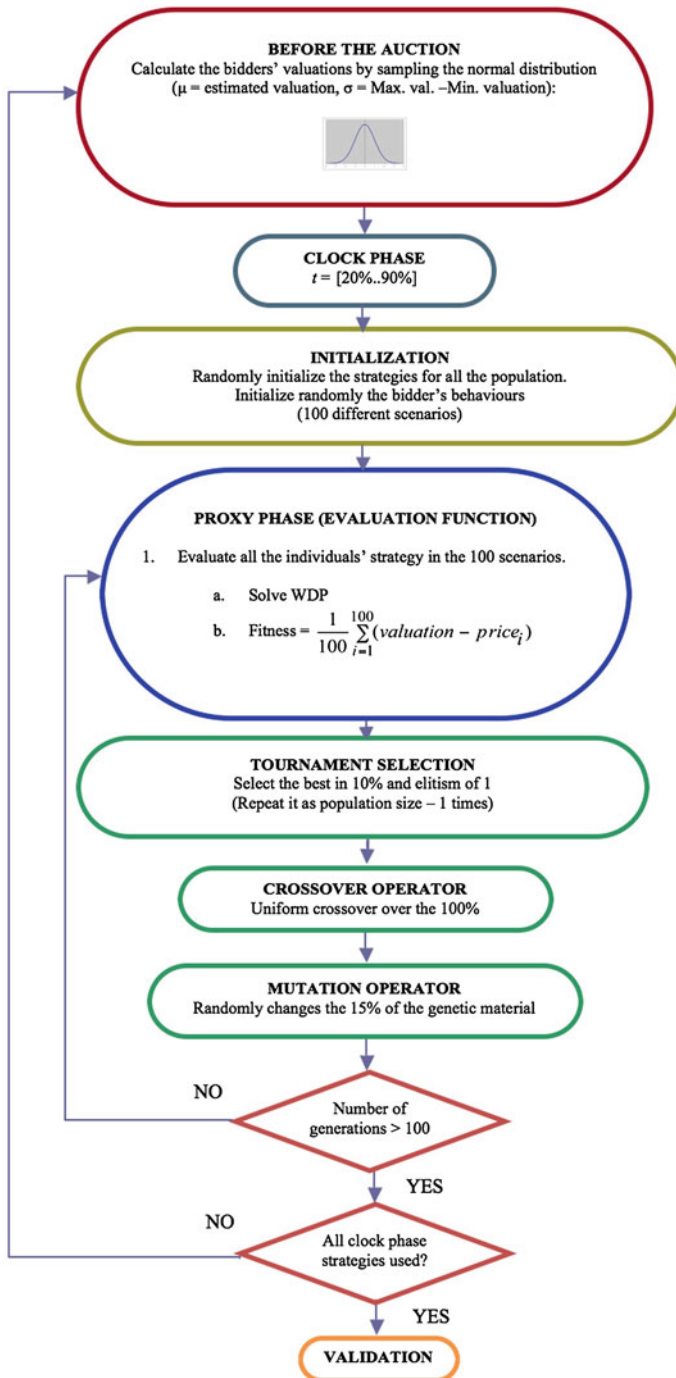 BEFORE THE AUCTION
Calculate the bidders' valuations by sampling the normal distribution
(μ = estimated valuation, σ = Max. val. –Min. valuation):
CLOCK PHASE
t = [20%..90%]
INITIALIZATION
Randomly initialize the strategies for all the population.
Initialize randomly the bidder's behaviours
(100 different scenarios)
PROXY PHASE (EVALUATION FUNCTION)
1. Evaluate all the individuals' strategy in the 100 scenarios.
a. Solve WDP
b. Fitness = \frac{1}{100} \sum_{i=1}^{100} (valuation − price_i)
TOURNAMENT SELECTION
Select the best in 10% and elitism of 1
(Repeat it as population size – 1 times)
CROSSOVER OPERATOR
Uniform crossover over the 100%
MUTATION OPERATOR
Randomly changes the 15% of the genetic material
NO
Number of
generations > 100
YES
NO
All clock phase
strategies used?
YES
VALIDATION